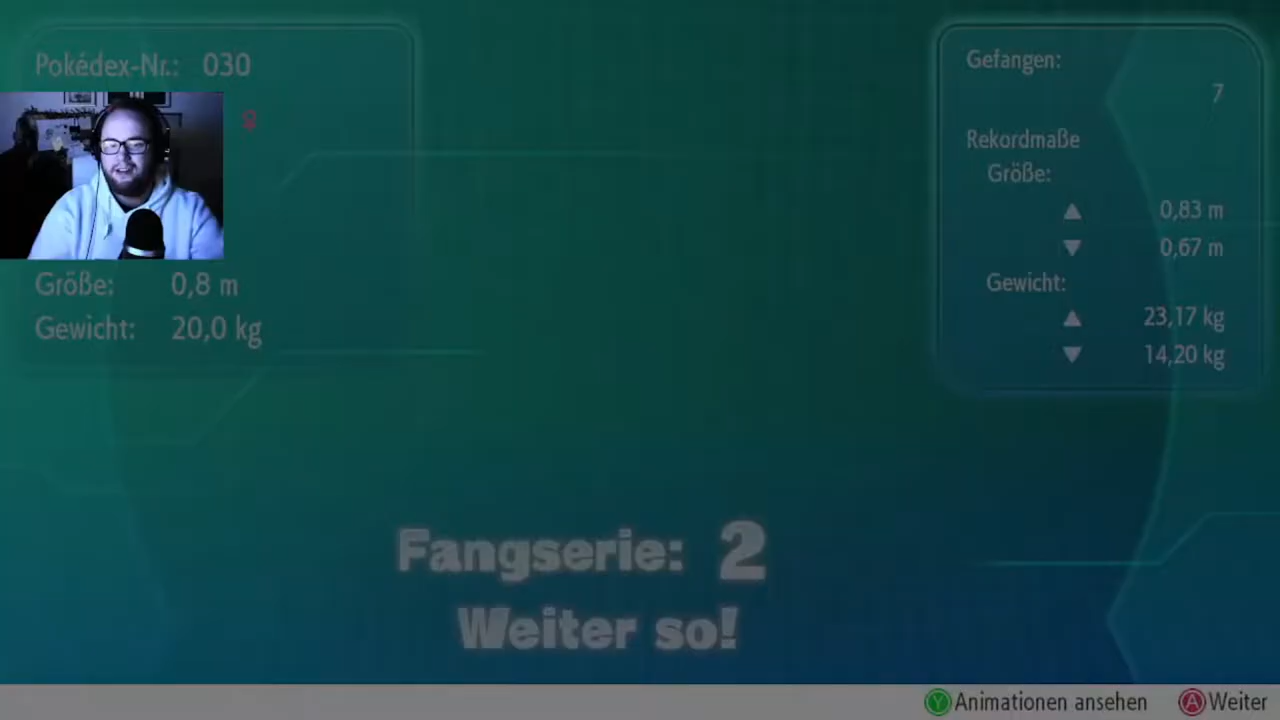 Pokédex-Nr.: 030
♀
Größe: 0,8 m
Gewicht: 20,0 kg
Gefangen:
7
Rekordmaße
Größe:
▲ 0,83 m
▼ 0,67 m
Gewicht:
▲ 23,17 kg
▼ 14,20 kg
Fangserie: 2
Weiter so!
Y Animationen ansehen A Weiter